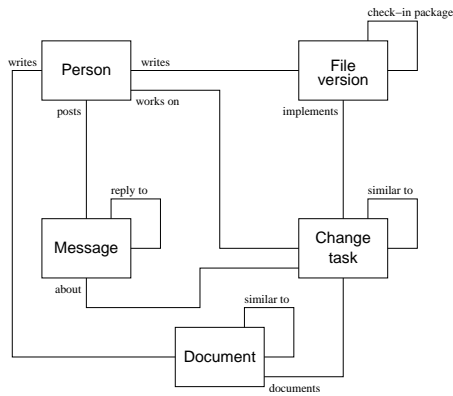 check−in package
writes
Person
writes
File
version
posts
works on
implements
reply to
similar to
Message
Change
task
about
similar to
Document
documents